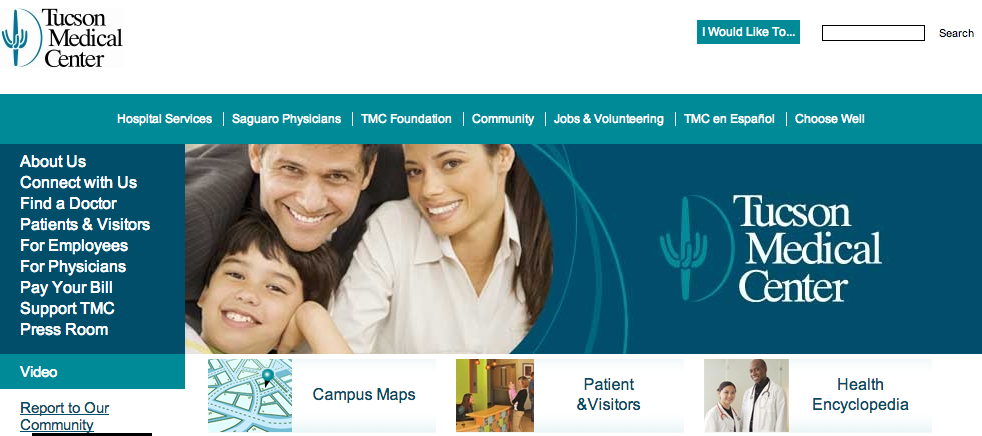 Tucson
Medical
Center
I Would Like To...
Search
Hospital Services
Saguaro Physicians
TMC Foundation
Community
Jobs & Volunteering
TMC en Español
Choose Well
About Us
Connect with Us
Find a Doctor
Patients & Visitors
For Employees
For Physicians
Pay Your Bill
Support TMC
Press Room
Tucson
Medical
Center
Video
Report to Our
Community
Campus Maps
Patient
&Visitors
Health
Encyclopedia